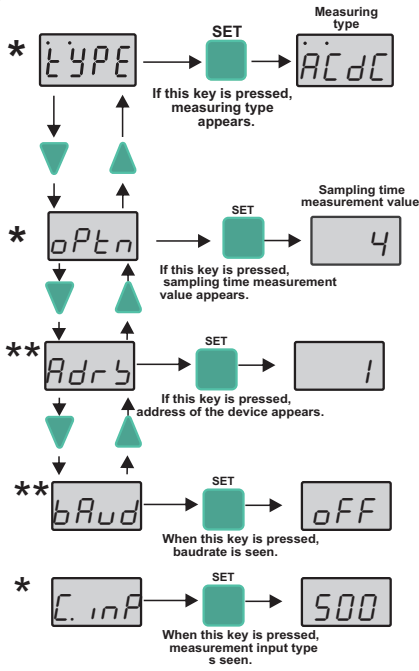 Measuring
type
* tYPE
SET
ACdC
If this key is pressed,
measuring type
appears.
Sampling time
measurement value
* oPtn
SET
4
If this key is pressed,
sampling time measurement
value appears.
** AdrS
SET
1
If this key is pressed,
address of the device appears.
** bAud
SET
oFF
When this key is pressed,
baudrate is seen.
* C. inP
SET
500
When this key is pressed,
measurement input type
s seen.